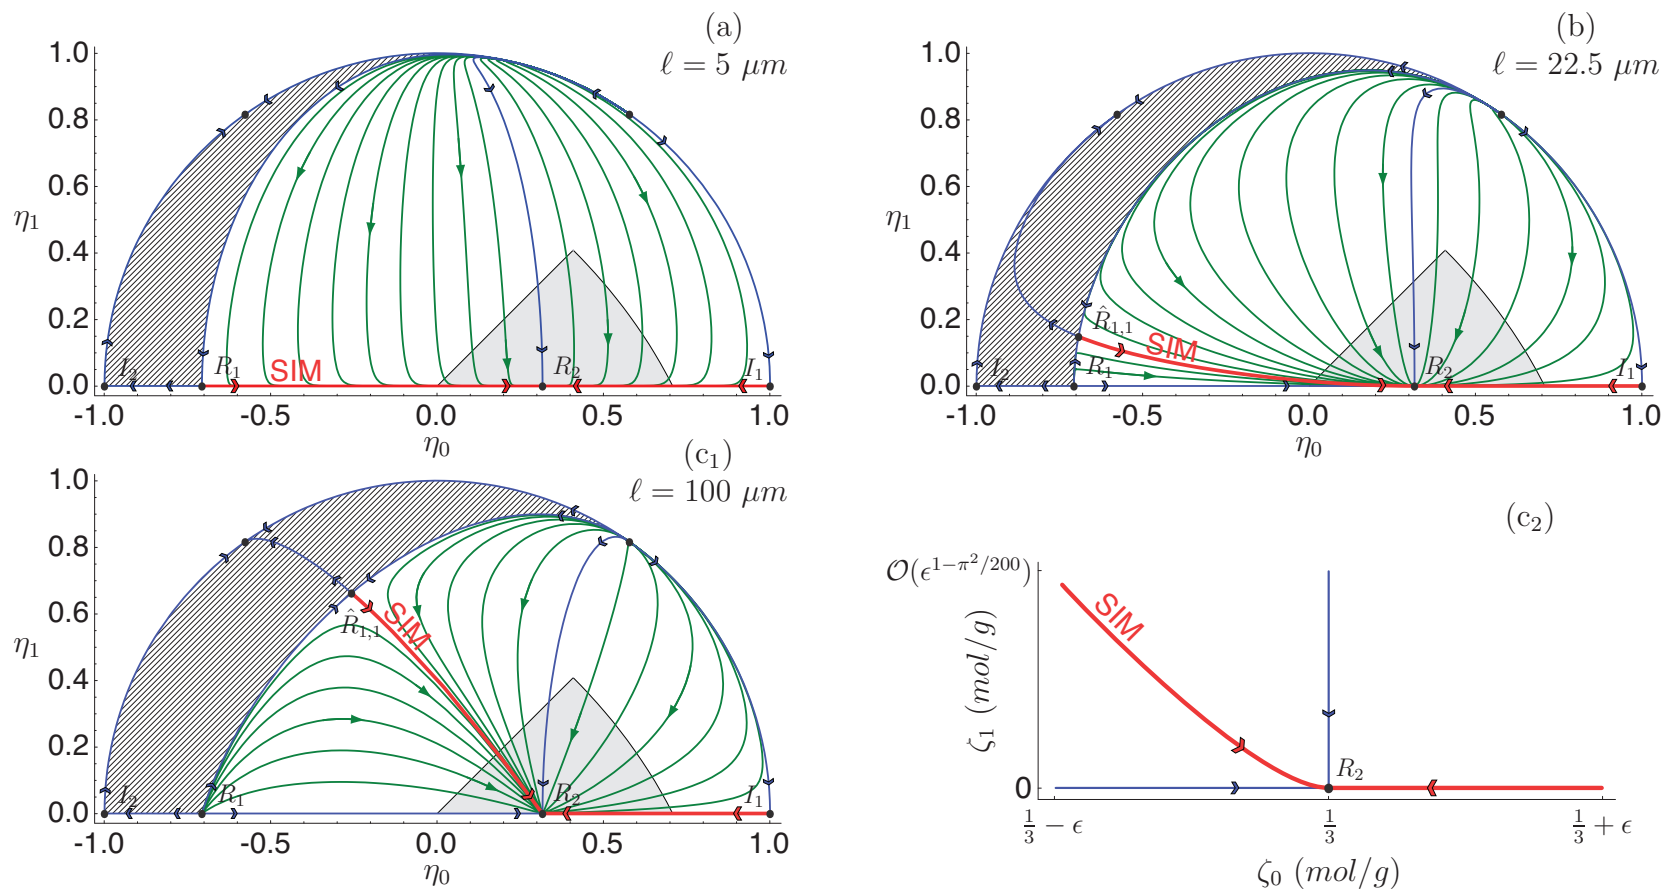 (a)
ℓ = 5 μm
1.0
0.8
0.6
η₁
0.4
0.2
0.0
I₂
R₁
SIM
R₂
I₁
-1.0 -0.5 0.0 0.5 1.0
η₀
(b)
ℓ = 22.5 μm
1.0
0.8
0.6
η₁
0.4
0.2
0.0
R̂₁,₁
SIM
I₂
R₁
R₂
I₁
-1.0 -0.5 0.0 0.5 1.0
η₀
(c₁)
ℓ = 100 μm
1.0
0.8
η₁
0.6
0.4
0.2
0.0
R̂₁,₁
SIM
I₂
R₁
R₂
I₁
-1.0 -0.5 0.0 0.5 1.0
η₀
(c₂)
𝒪(ϵ^{1−π²/200})
ζ₁ (mol/g)
SIM
R₂
0
1/3 − ϵ 1/3 1/3 + ϵ
ζ₀ (mol/g)